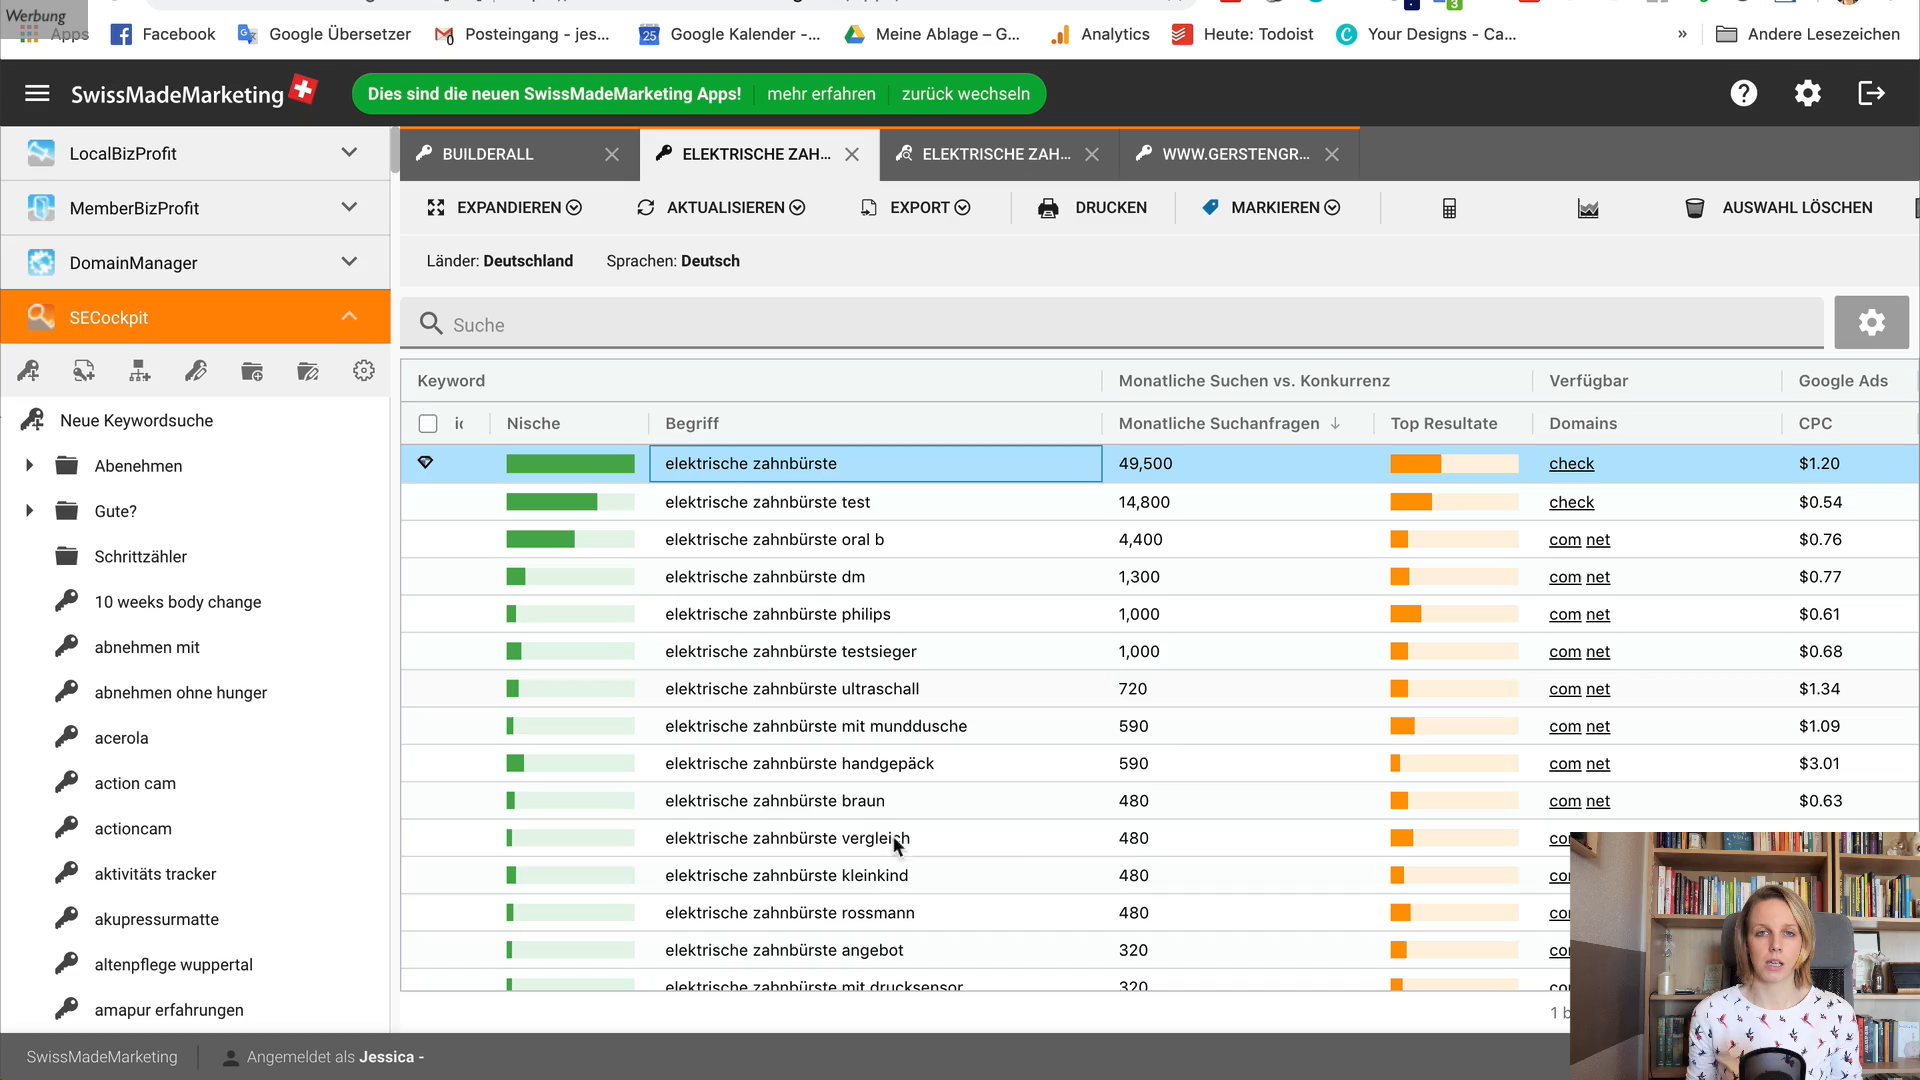 Werbung
Apps
Facebook
Google Übersetzer
Posteingang - jes...
Google Kalender -...
Meine Ablage – G...
Analytics
Heute: Todoist
Your Designs - Ca...
»
Andere Lesezeichen
SwissMadeMarketing
Dies sind die neuen SwissMadeMarketing Apps!
mehr erfahren
zurück wechseln
LocalBizProfit
MemberBizProfit
DomainManager
SECockpit
Neue Keywordsuche
Abenehmen
Gute?
Schrittzähler
10 weeks body change
abnehmen mit
abnehmen ohne hunger
acerola
action cam
actioncam
aktivitäts tracker
akupressurmatte
altenpflege wuppertal
amapur erfahrungen
BUILDERALL
ELEKTRISCHE ZAH...
ELEKTRISCHE ZAH...
WWW.GERSTENGR...
EXPANDIEREN
AKTUALISIEREN
EXPORT
DRUCKEN
MARKIEREN
AUSWAHL LÖSCHEN
Länder: Deutschland
Sprachen: Deutsch
Suche
Keyword
Monatliche Suchen vs. Konkurrenz
Verfügbar
Google Ads
Nische
Begriff
Monatliche Suchanfragen
Top Resultate
Domains
CPC
elektrische zahnbürste 49,500 check $1.20
elektrische zahnbürste test 14,800 check $0.54
elektrische zahnbürste oral b 4,400 com net $0.76
elektrische zahnbürste dm 1,300 com net $0.77
elektrische zahnbürste philips 1,000 com net $0.61
elektrische zahnbürste testsieger 1,000 com net $0.68
elektrische zahnbürste ultraschall 720 com net $1.34
elektrische zahnbürste mit munddusche 590 com net $1.09
elektrische zahnbürste handgepäck 590 com net $3.01
elektrische zahnbürste braun 480 com net $0.63
elektrische zahnbürste vergleich 480
elektrische zahnbürste kleinkind 480
elektrische zahnbürste rossmann 480
elektrische zahnbürste angebot 320
elektrische zahnbürste mit drucksensor 320
SwissMadeMarketing
Angemeldet als Jessica -